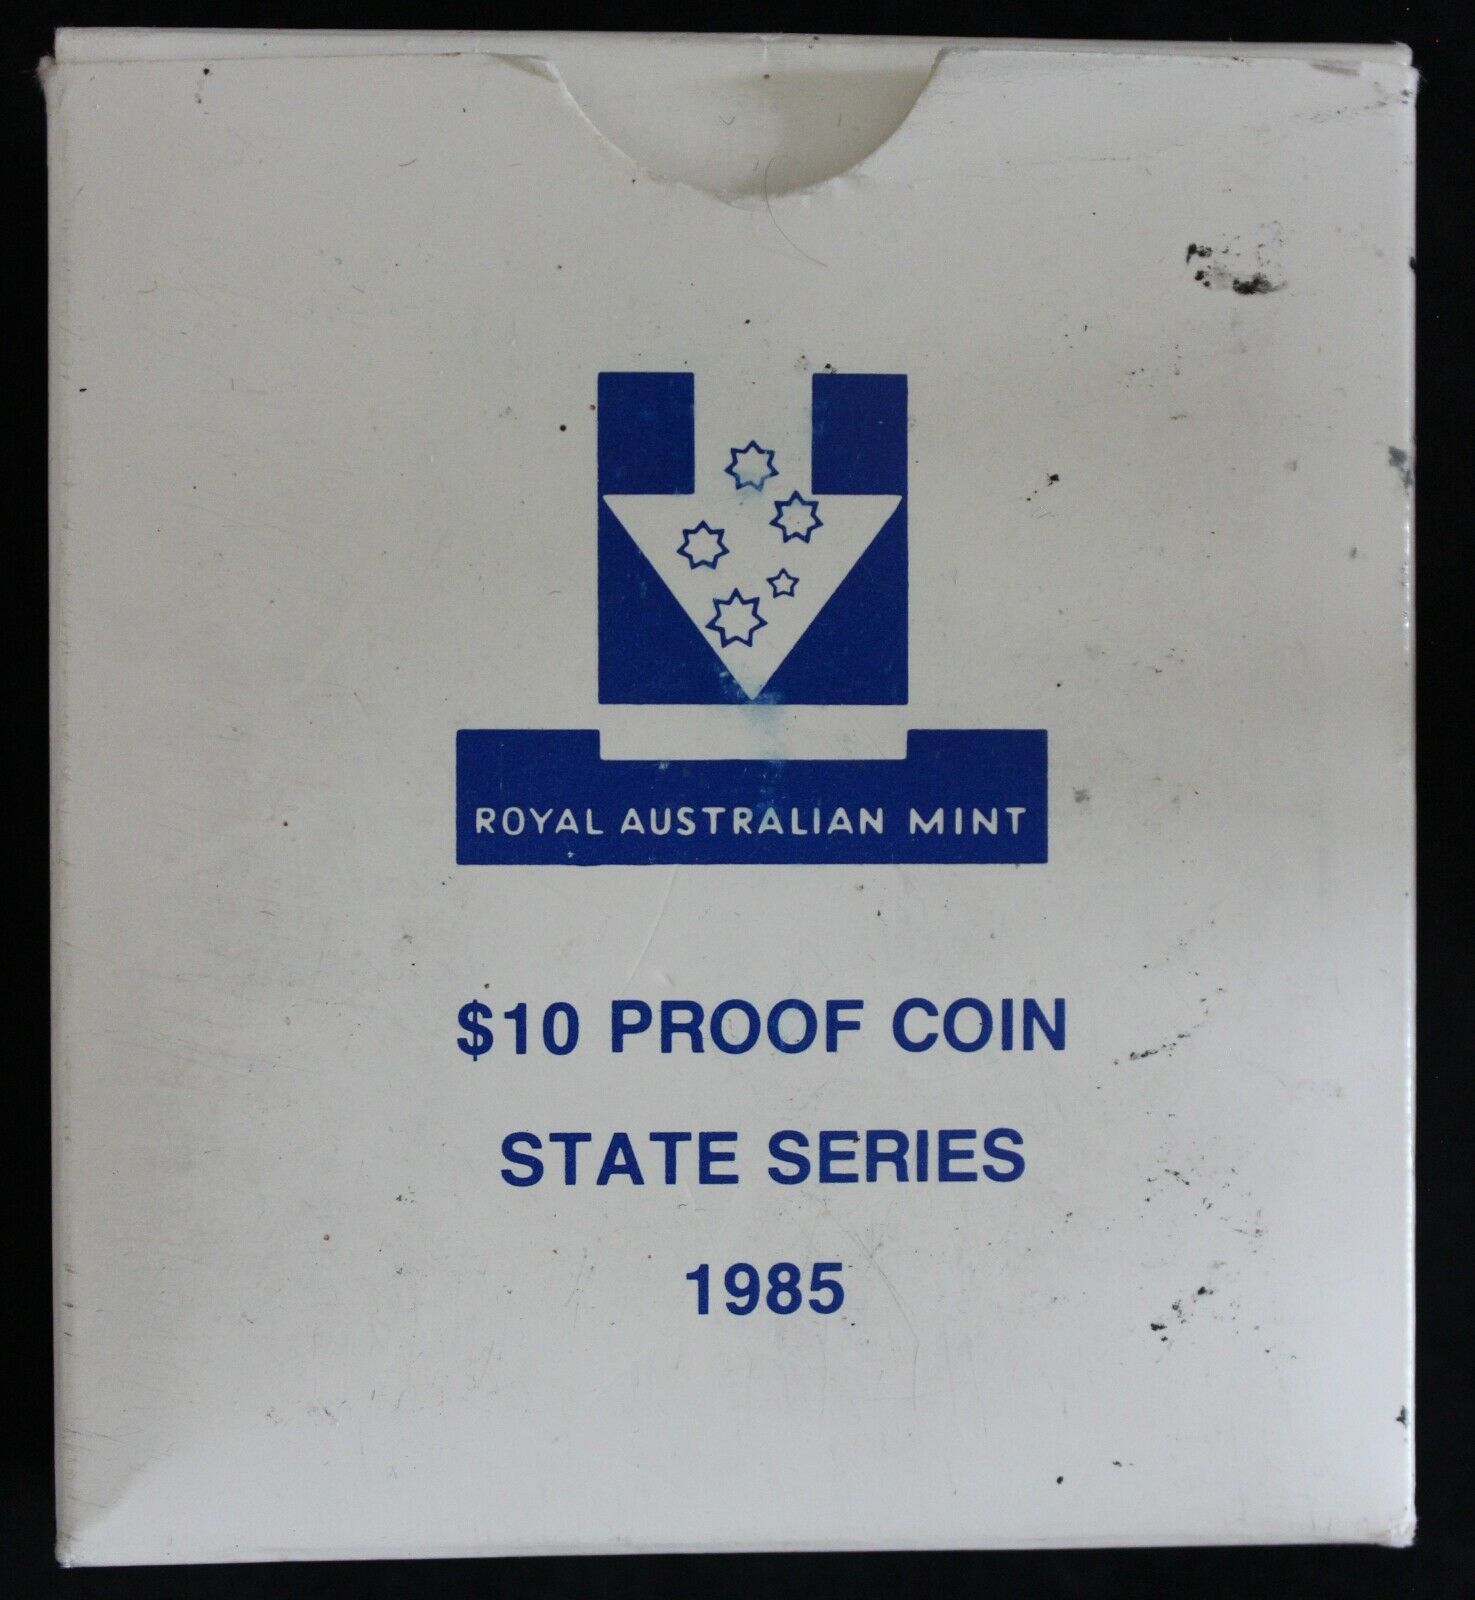 ROYAL AUSTRALIAN MINT
$10 PROOF COIN
STATE SERIES
1985